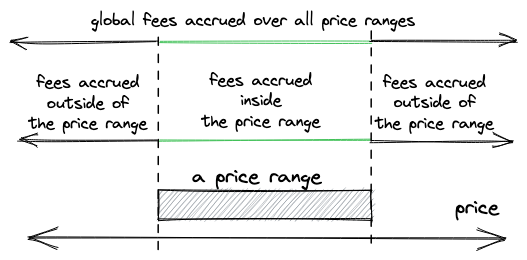 global fees accrued over all price ranges
fees accrued
outside of
the price range
fees accrued
inside
the price range
fees accrued
outside of
the price range
a price range
price